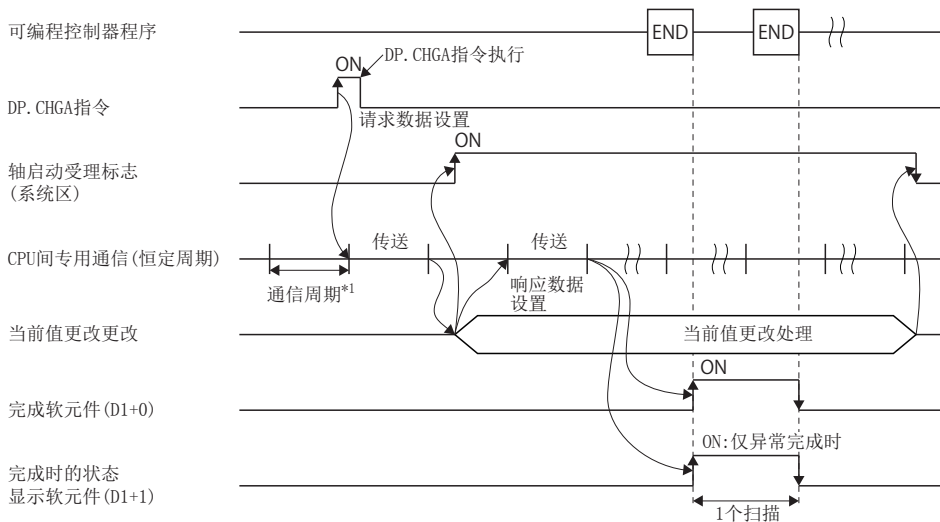 可编程控制器程序
END
END
ON
DP.CHGA指令执行
DP.CHGA指令
请求数据设置
ON
轴启动受理标志
(系统区)
传送
传送
CPU间专用通信(恒定周期)
通信周期*1
响应数据
设置
当前值更改更改
当前值更改处理
ON
完成软元件(D1+0)
ON:仅异常完成时
完成时的状态
显示软元件(D1+1)
1个扫描